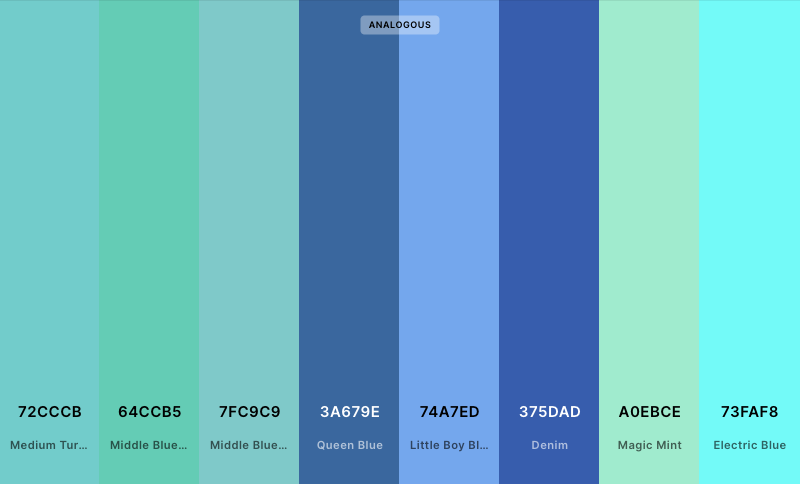 ANALOGOUS
72CCCB 64CCB5 7FC9C9 3A679E 74A7ED 375DAD A0EBCE 73FAF8
Medium Tur... Middle Blue... Middle Blue... Queen Blue Little Boy Bl... Denim Magic Mint Electric Blue